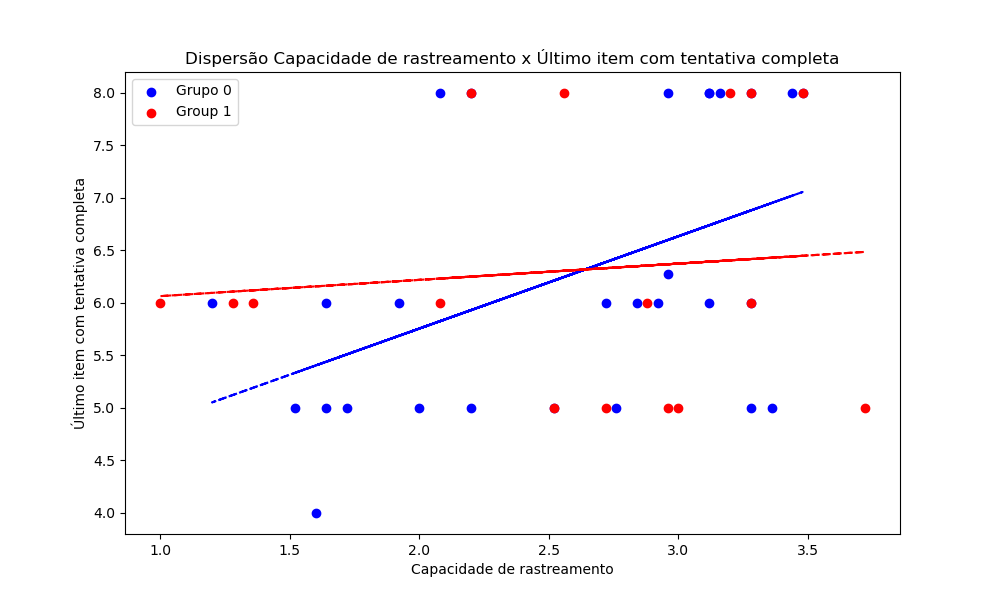 Dispersão Capacidade de rastreamento x Último item com tentativa completa
Grupo 0
Group 1
8.0
7.5
7.0
6.5
6.0
5.5
5.0
4.5
4.0
Último item com tentativa completa
1.0 1.5 2.0 2.5 3.0 3.5
Capacidade de rastreamento